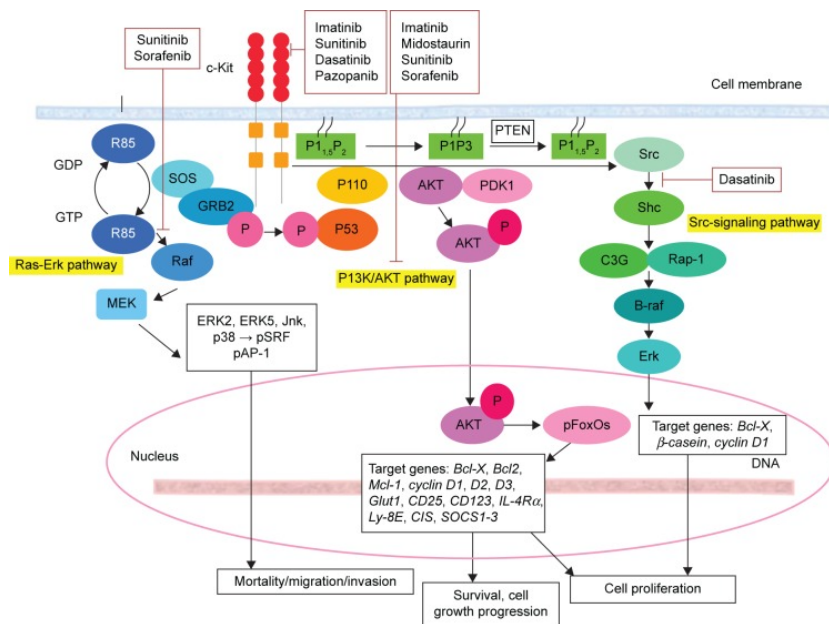 Sunitinib
Sorafenib
c-Kit
Imatinib
Sunitinib
Dasatinib
Pazopanib
Imatinib
Midostaurin
Sunitinib
Sorafenib
Cell membrane
R85
GDP
GTP
R85
SOS
GRB2
P
P
P53
P110
P1₁,₅P₂
P1P3
PTEN
P1₁,₅P₂
AKT
PDK1
AKT
P
Src
Dasatinib
Shc
Src-signaling pathway
C3G
Rap-1
B-raf
Erk
Ras-Erk pathway
Raf
MEK
P13K/AKT pathway
ERK2, ERK5, Jnk,
p38 → pSRF
pAP-1
AKT
P
pFoxOs
Target genes: Bcl-X,
β-casein, cyclin D1
DNA
Nucleus
Target genes: Bcl-X, Bcl2,
Mcl-1, cyclin D1, D2, D3,
Glut1, CD25, CD123, IL-4Rα,
Ly-8E, CIS, SOCS1-3
Mortality/migration/invasion
Survival, cell
growth progression
Cell proliferation